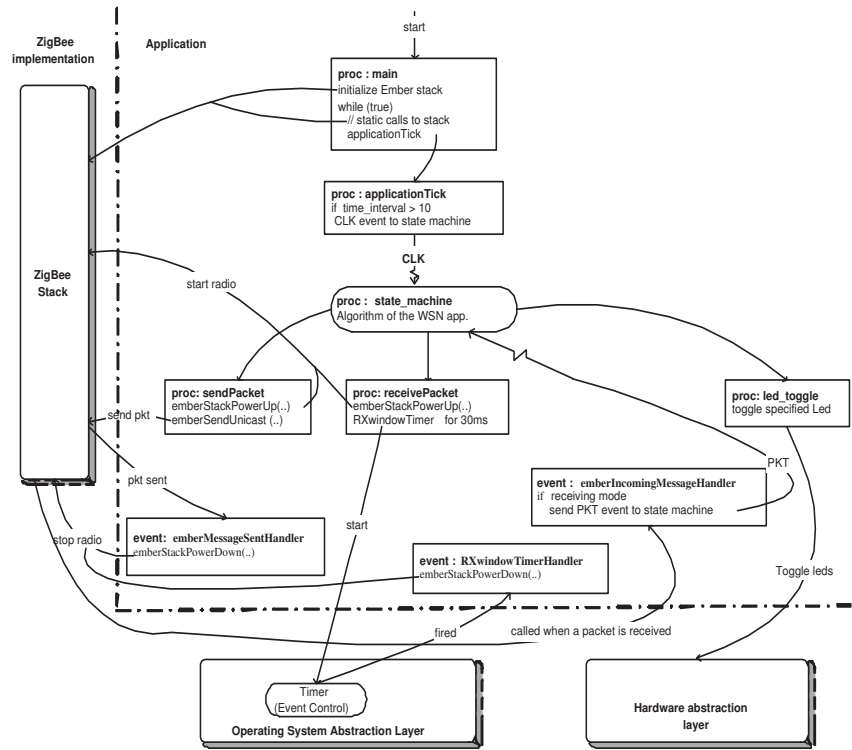 start
ZigBee
implementation
Application
proc : main
initialize Ember stack
while (true)
// static calls to stack
applicationTick
proc : applicationTick
if time_interval > 10
CLK event to state machine
CLK
ZigBee
Stack
start radio
proc : state_machine
Algorithm of the WSN app.
proc: sendPacket
emberStackPowerUp(..)
emberSendUnicast (..)
proc: receivePacket
emberStackPowerUp(..)
RXwindowTimer for 30ms
proc: led_toggle
toggle specified Led
send pkt
PKT
pkt sent
event : emberIncomingMessageHandler
if receiving mode
send PKT event to state machine
start
stop radio
event: emberMessageSentHandler
emberStackPowerDown(..)
event : RXwindowTimerHandler
emberStackPowerDown(..)
Toggle leds
fired
called when a packet is received
Timer
(Event Control)
Operating System Abstraction Layer
Hardware abstraction
layer